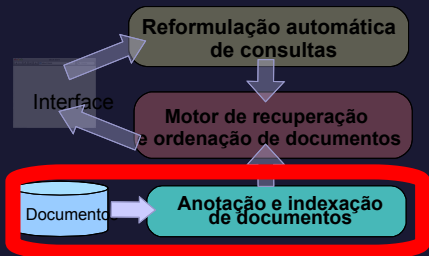 Reformulação automática
de consultas
Interface
Motor de recuperação
e ordenação de documentos
Documento
Anotação e indexação
de documentos